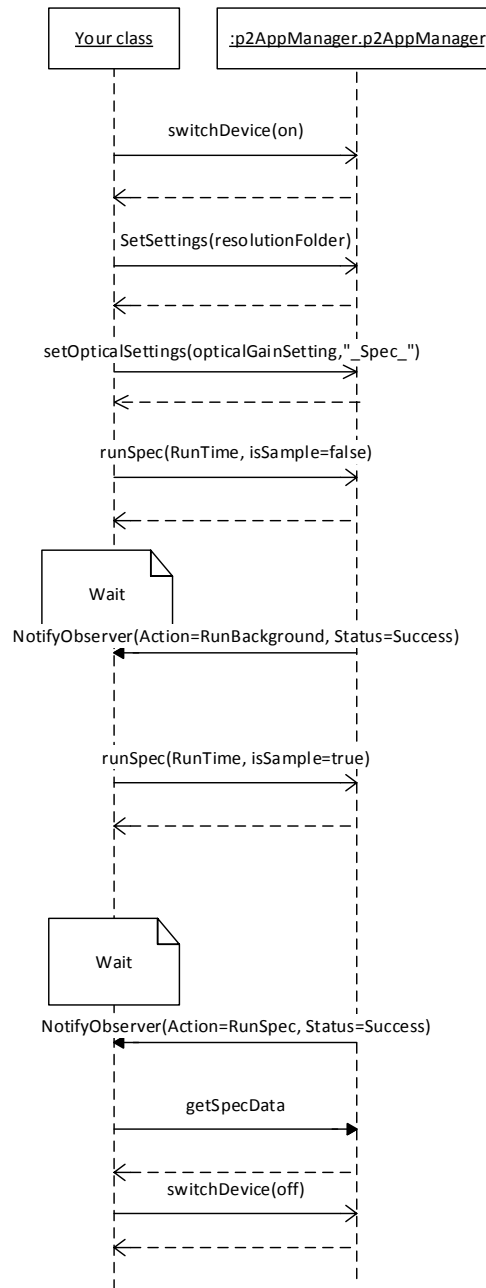 Your class
:p2AppManager.p2AppManager
switchDevice(on)
SetSettings(resolutionFolder)
setOpticalSettings(opticalGainSetting,"_Spec_")
runSpec(RunTime, isSample=false)
Wait
NotifyObserver(Action=RunBackground, Status=Success)
runSpec(RunTime, isSample=true)
Wait
NotifyObserver(Action=RunSpec, Status=Success)
getSpecData
switchDevice(off)